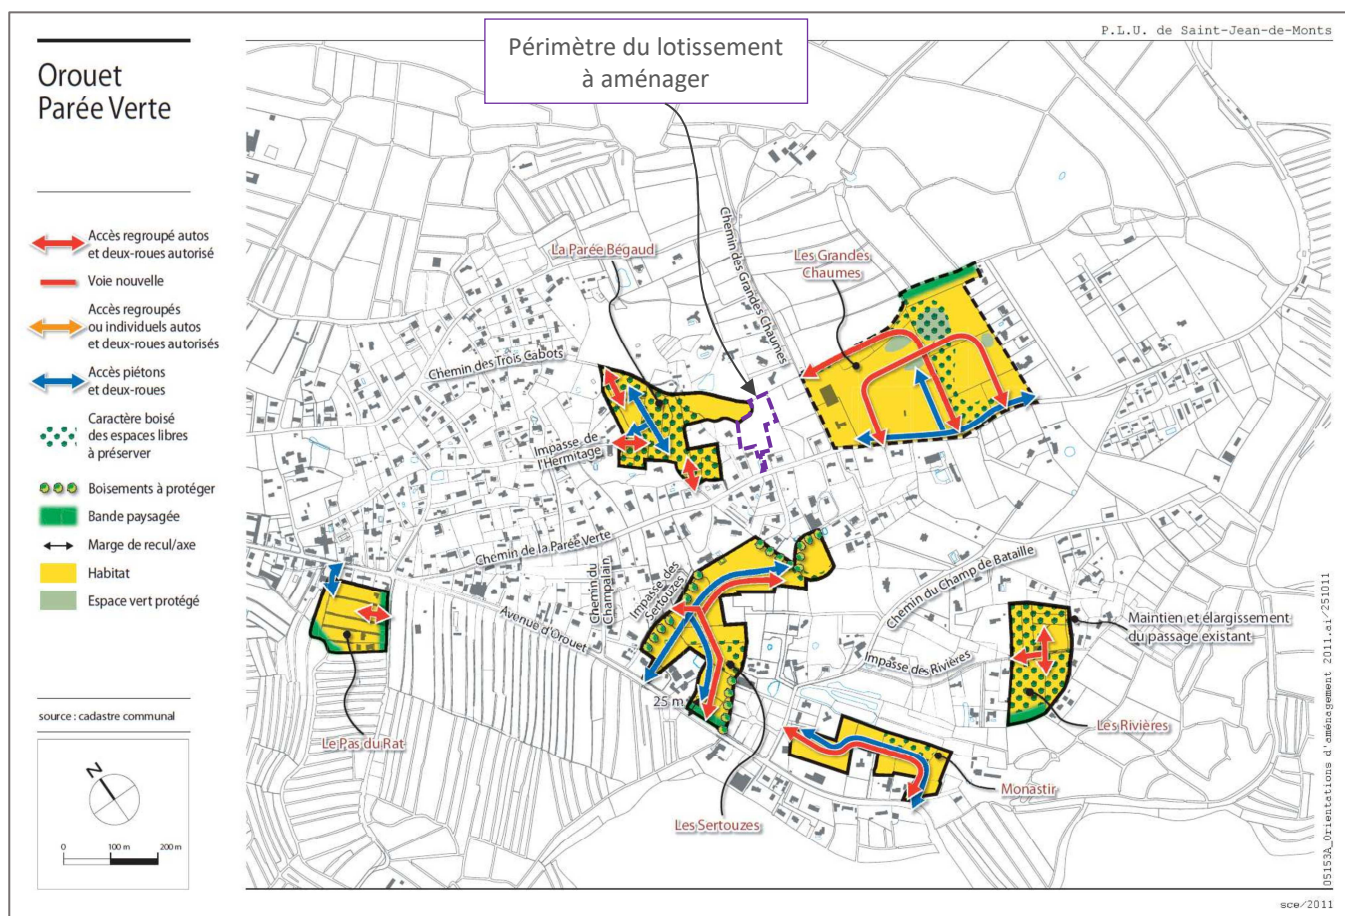 P.L.U. de Saint-Jean-de-Monts
Périmètre du lotissement
à aménager
Orouet
Parée Verte
Accès regroupé autos
et deux-roues autorisé
Voie nouvelle
Accès regroupés
ou individuels autos
et deux-roues autorisés
Accès piétons
et deux-roues
Caractère boisé
des espaces libres
à préserver
Boisements à protéger
Bande paysagée
Marge de recul/axe
Habitat
Espace vert protégé
source : cadastre communal
N
0 100 m 200 m
La Parée Bégaud
Chemin des Grandes Chaumes
Les Grandes
Chaumes
Chemin des Trois Cabots
Impasse de
l'Hermitage
Chemin de la Parée Verte
Chemin du
Champalain
Impasse des
Sertouzes
Avenue d'Orouet
Chemin du Champ de Bataille
Impasse des Rivières
Maintien et élargissement
du passage existant
25 m
Les Rivières
Le Pas du Rat
Monastir
Les Sertouzes
05153A_Orientations d'aménagement 2011.ai/251011
sce/2011